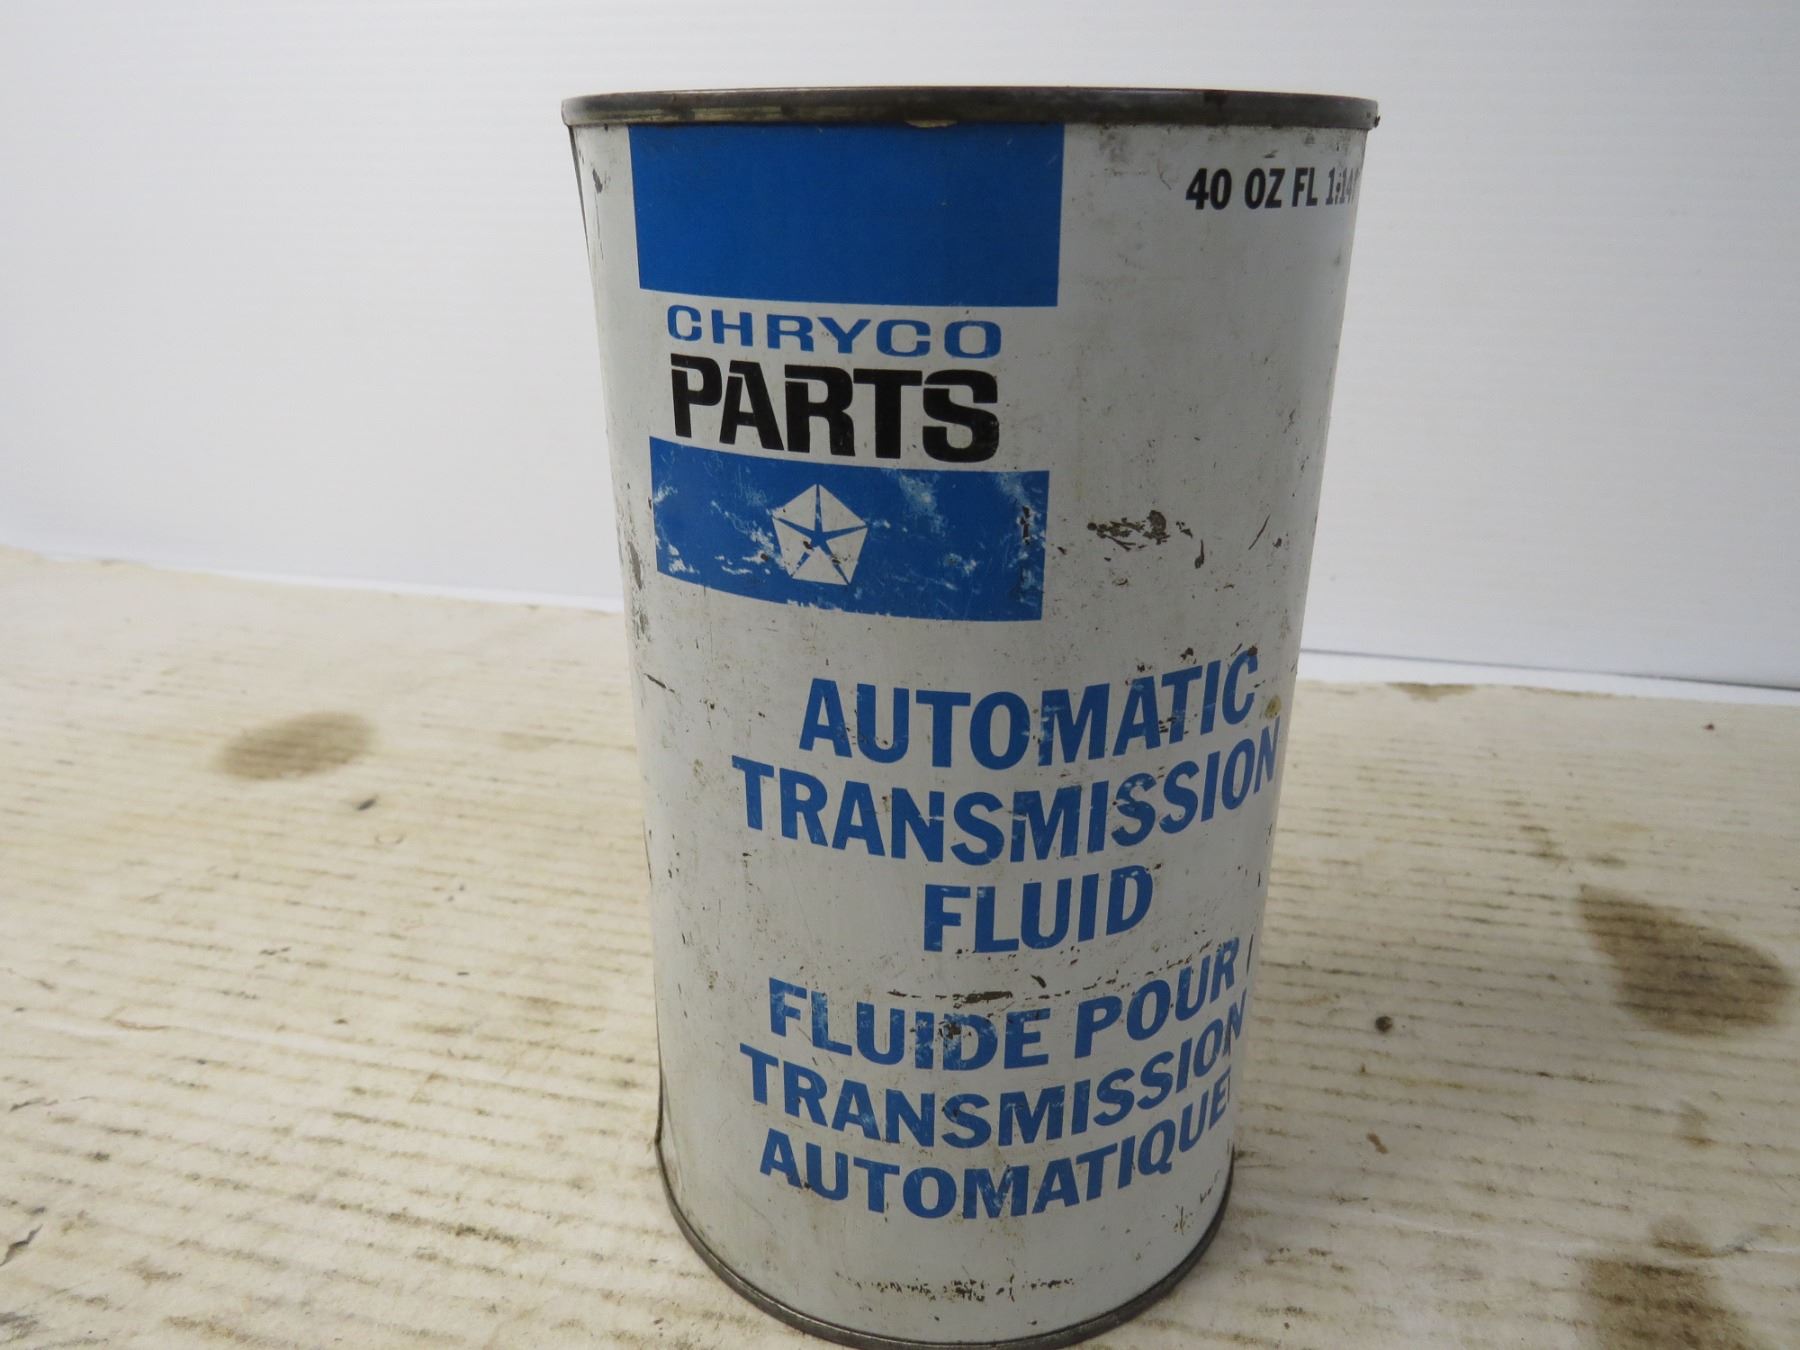 40 OZ FL
CHRYCO
PARTS
AUTOMATIC
TRANSMISSION
FLUID
FLUIDE POUR
TRANSMISSION
AUTOMATIQUE